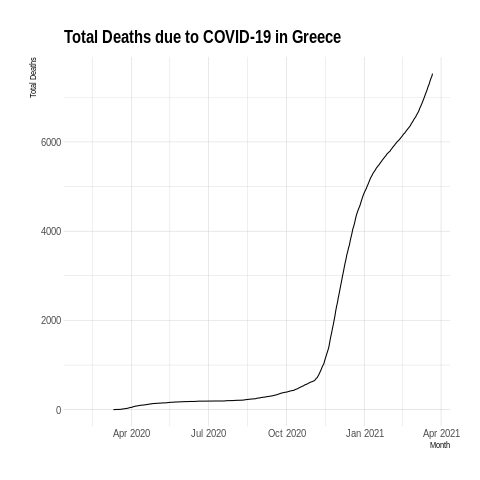 Total Deaths due to COVID-19 in Greece
Total Deaths
6000
4000
2000
0
Apr 2020 Jul 2020 Oct 2020 Jan 2021 Apr 2021
Month